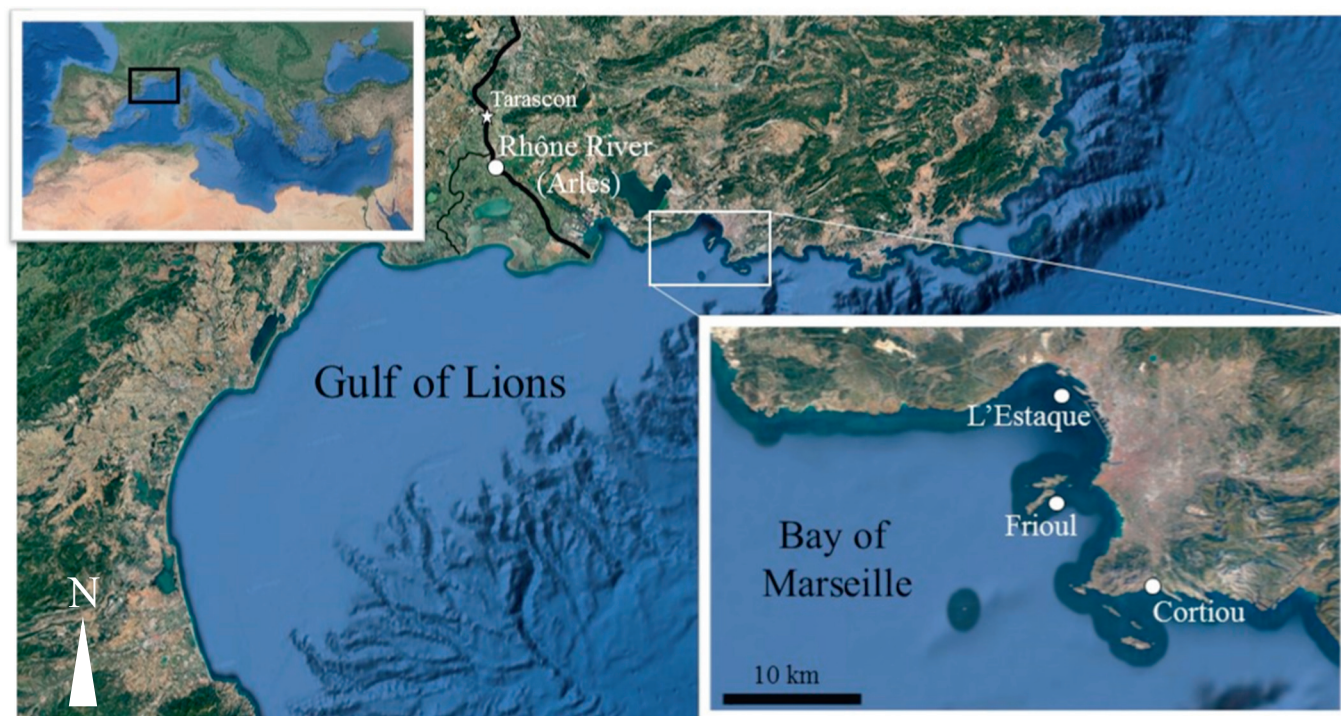 Tarascon
Rhône River
(Arles)
Gulf of Lions
L'Estaque
Frioul
Bay of
Marseille
Cortiou
N
10 km